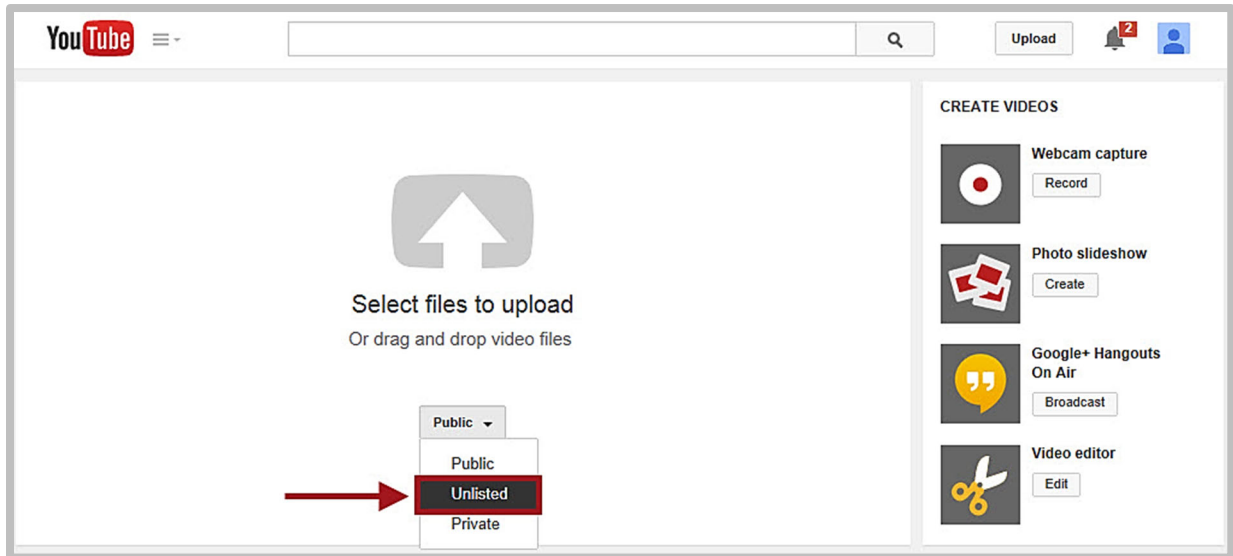 YouTube
Upload
2
Select files to upload
Or drag and drop video files
Public
Public
Unlisted
Private
CREATE VIDEOS
Webcam capture
Record
Photo slideshow
Create
Google+ Hangouts
On Air
Broadcast
Video editor
Edit